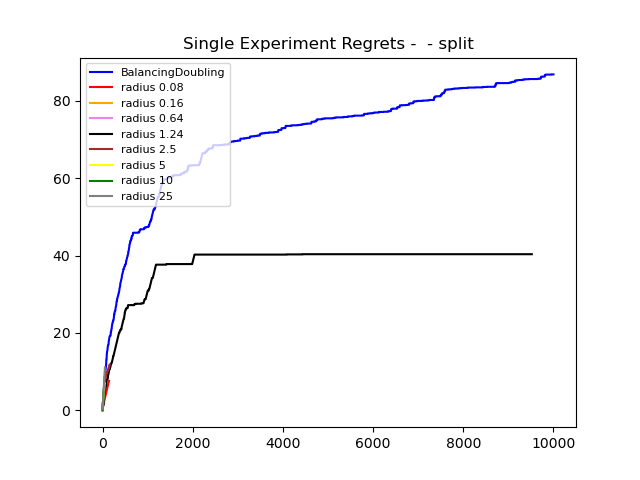 Single Experiment Regrets -  - split
BalancingDoubling
radius 0.08
radius 0.16
radius 0.64
radius 1.24
radius 2.5
radius 5
radius 10
radius 25
80
60
40
20
0
0 2000 4000 6000 8000 10000